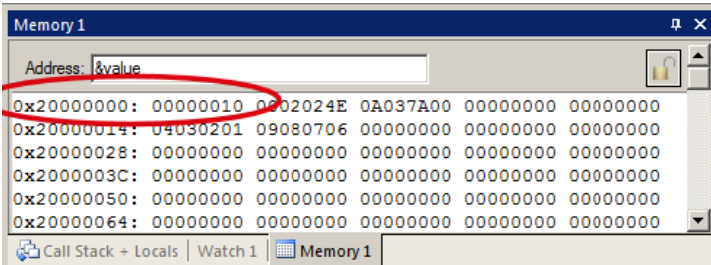 Memory 1
Address: &value
0x20000000: 00000010 0002024E 0A037A00 00000000 00000000
0x20000014: 04030201 09080706 00000000 00000000 00000000
0x20000028: 00000000 00000000 00000000 00000000 00000000
0x2000003C: 00000000 00000000 00000000 00000000 00000000
0x20000050: 00000000 00000000 00000000 00000000 00000000
0x20000064: 00000000 00000000 00000000 00000000 00000000
Call Stack + Locals Watch 1 Memory 1